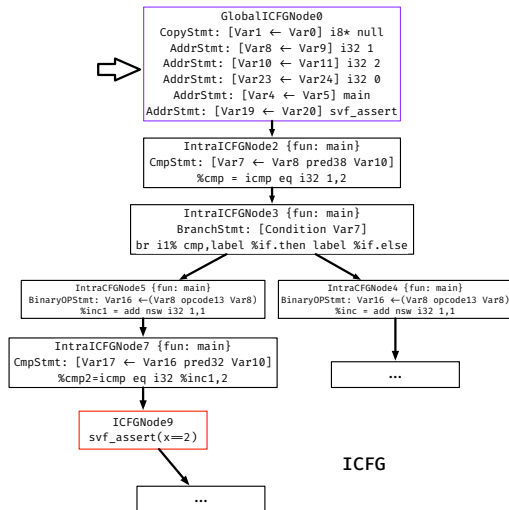 GlobalICFGNode0
CopyStmt: [Var1 ← Var0] i8* null
AddrStmt: [Var8 ← Var9] i32 1
AddrStmt: [Var10 ← Var11] i32 2
AddrStmt: [Var23 ← Var24] i32 0
AddrStmt: [Var4 ← Var5] main
AddrStmt: [Var19 ← Var20] svf_assert
IntraICFGNode2 {fun: main}
CmpStmt: [Var7 ← Var8 pred38 Var10]
%cmp = icmp eq i32 1,2
IntraICFGNode3 {fun: main}
BranchStmt: [Condition Var7]
br i1% cmp,label %if.then label %if.else
IntraCFGNode5 {fun: main}
BinaryOPStmt: Var16 ←(Var8 opcode13 Var8)
%inc1 = add nsw i32 1,1
IntraICFGNode4 {fun: main}
BinaryOPStmt: Var16 ←(Var8 opcode13 Var8)
%inc = add nsw i32 1,1
IntraICFGNode7 {fun: main}
CmpStmt: [Var17 ← Var16 pred32 Var10]
%cmp2=icmp eq i32 %inc1,2
...
ICFGNode9
svf_assert(x==2)
ICFG
...